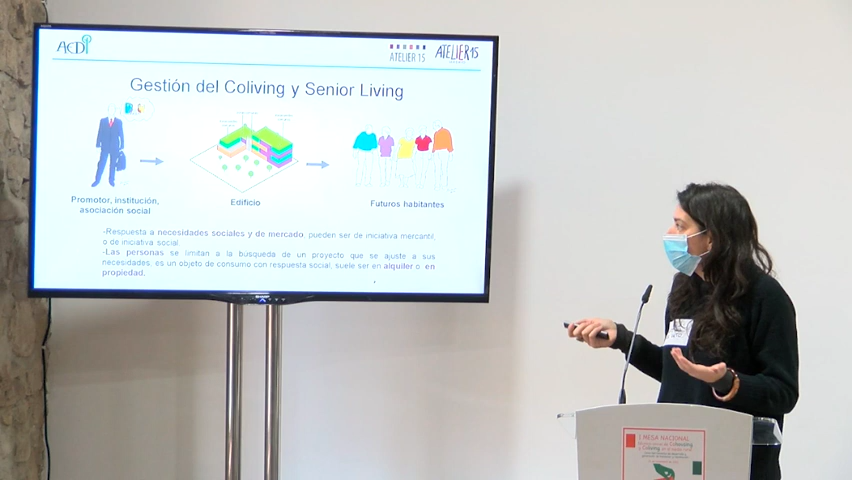 AEDI
ATELIER 15
ATELIER15
Gestión del Coliving y Senior Living
Promotor, institución,
asociación social
Edificio
Futuros habitantes
-Respuesta a necesidades sociales y de mercado, pueden ser de iniciativa mercantil,
o de iniciativa social.
-Las personas se limitan a la búsqueda de un proyecto que se ajuste a sus
necesidades, es un objeto de consumo con respuesta social, suele ser en alquiler o en
propiedad.
SHARP
I MESA NACIONAL